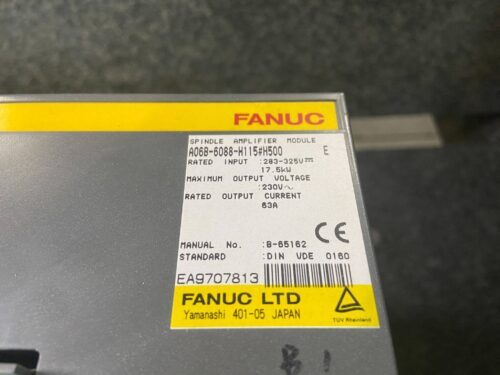 FANUC
SPINDLE AMPLIFIER MODULE
A06B-6088-H115#H500 E
RATED INPUT :283-325V⎓
17.5kW
MAXIMUM OUTPUT VOLTAGE
:230V~
RATED OUTPUT CURRENT
63A
MANUAL No. :B-65162
STANDARD :DIN VDE 0160
CE
EA9707813
FANUC LTD
Yamanashi 401-05 JAPAN
TÜV Rheinland
B1